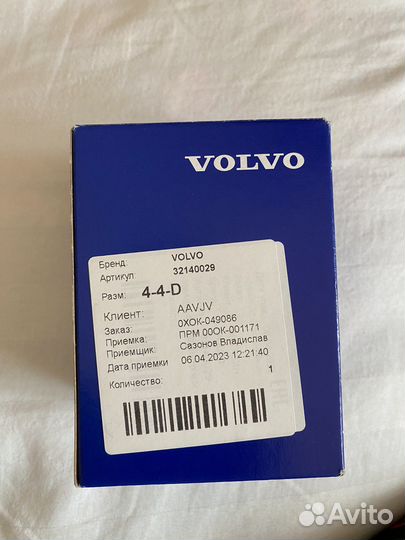 VOLVO
Бренд: VOLVO
Артикул: 32140029
Разм: 4-4-D
Клиент: AAVJV
Заказ: 0ХОК-049086
Приемка: ПРМ 00ОК-001171
Приемщик: Сазонов Владислав
Дата приемки 06.04.2023 12:21:40
Количество: 1
Avito